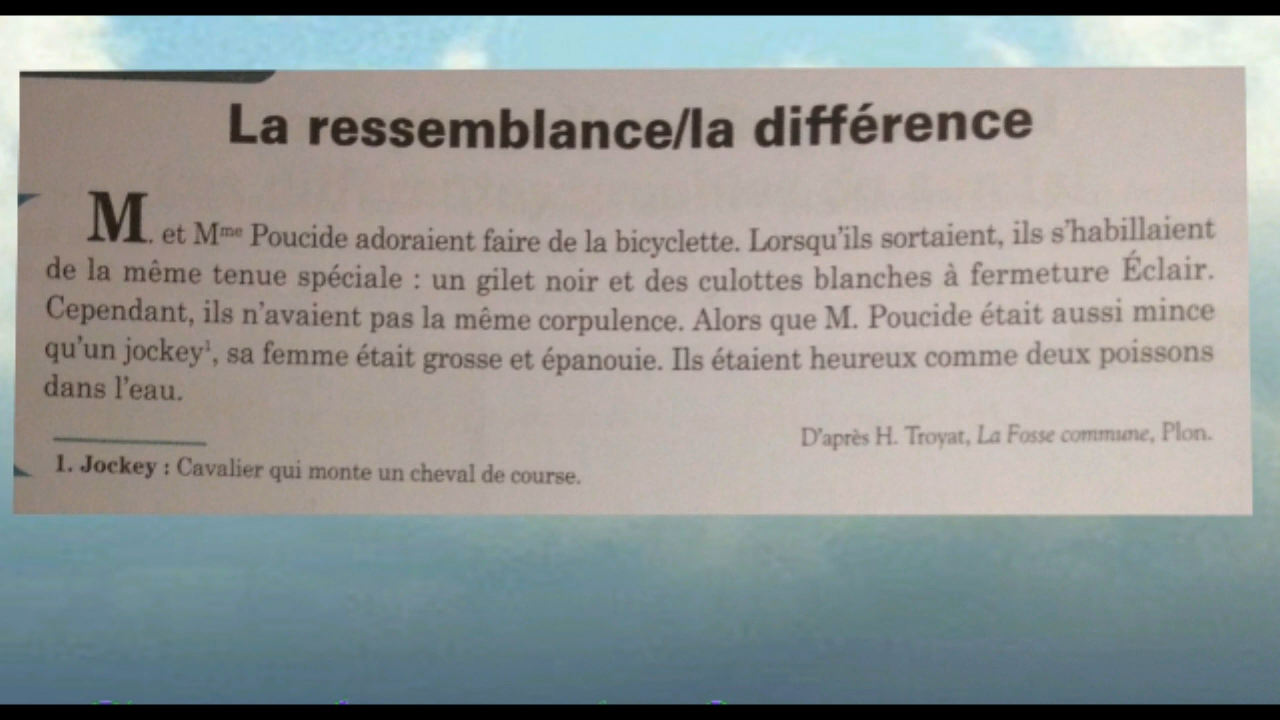 La ressemblance/la différence
M. et Mme Poucide adoraient faire de la bicyclette. Lorsqu'ils sortaient, ils s'habillaient
de la même tenue spéciale : un gilet noir et des culottes blanches à fermeture Éclair.
Cependant, ils n'avaient pas la même corpulence. Alors que M. Poucide était aussi mince
qu'un jockey¹, sa femme était grosse et épanouie. Ils étaient heureux comme deux poissons
dans l'eau.
D'après H. Troyat, La Fosse commune, Plon.
1. Jockey : Cavalier qui monte un cheval de course.